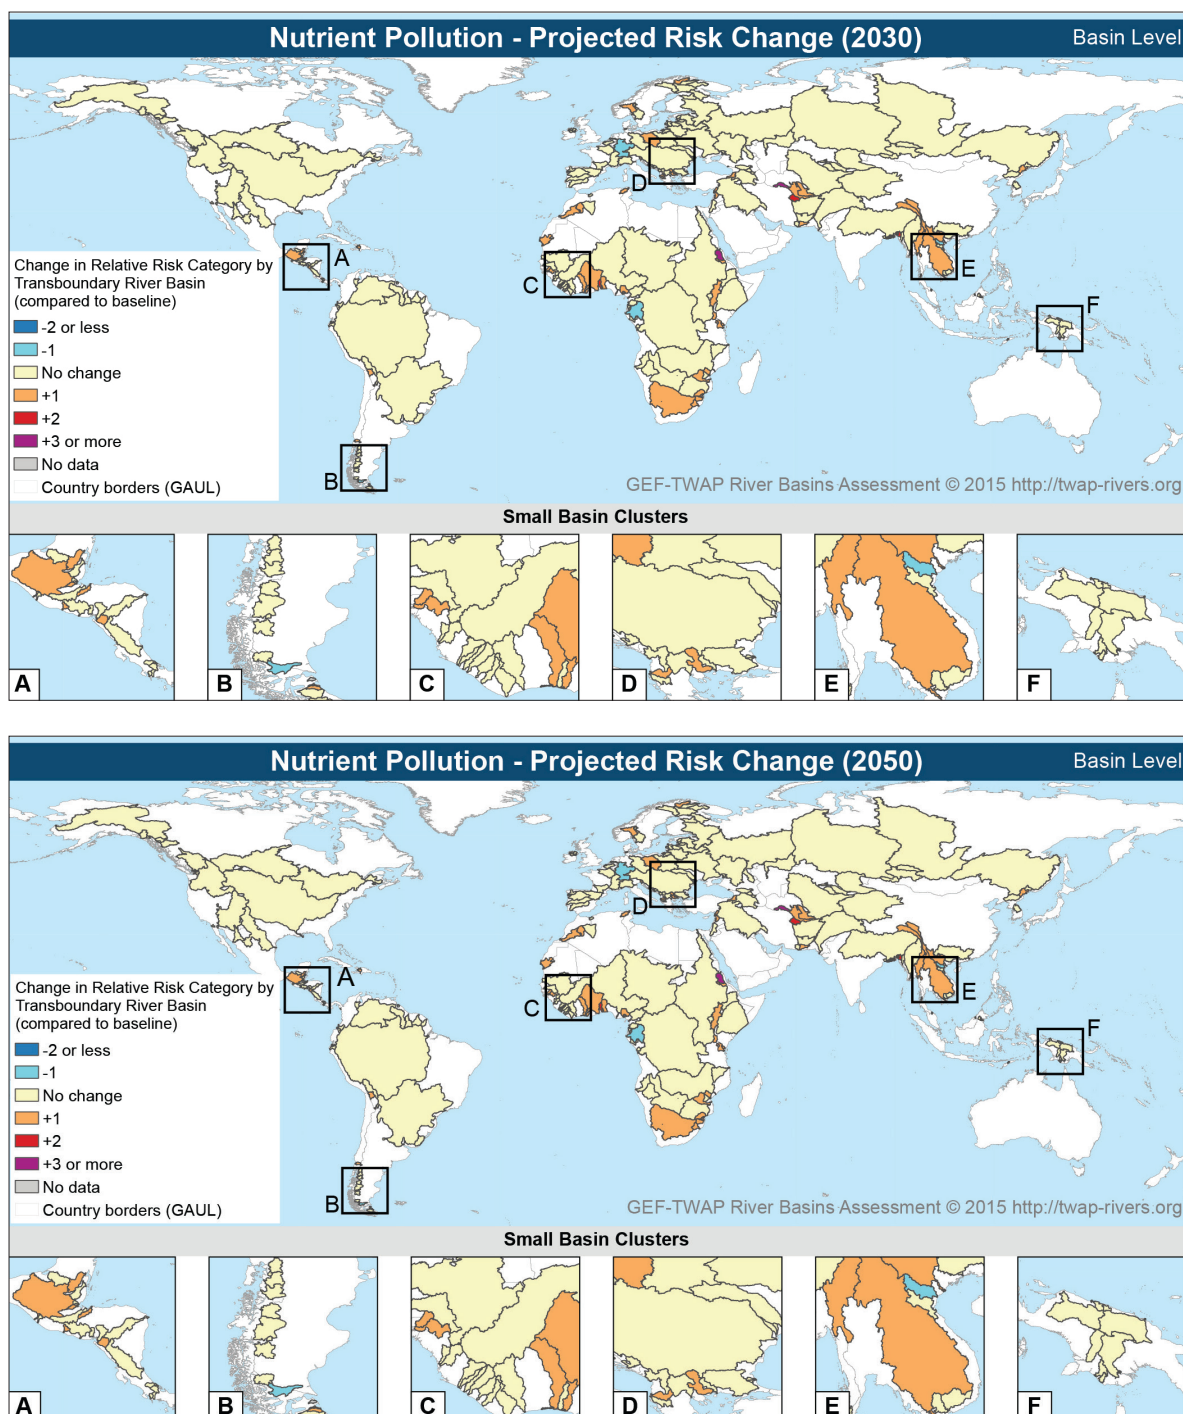 Nutrient Pollution - Projected Risk Change (2030) Basin Level
A
D
C
E
F
B
Change in Relative Risk Category by
Transboundary River Basin
(compared to baseline)
-2 or less
-1
No change
+1
+2
+3 or more
No data
Country borders (GAUL)
GEF-TWAP River Basins Assessment © 2015 http://twap-rivers.org
Small Basin Clusters
A B C D E F
Nutrient Pollution - Projected Risk Change (2050) Basin Level
A
D
C
E
F
B
Change in Relative Risk Category by
Transboundary River Basin
(compared to baseline)
-2 or less
-1
No change
+1
+2
+3 or more
No data
Country borders (GAUL)
GEF-TWAP River Basins Assessment © 2015 http://twap-rivers.org
Small Basin Clusters
A B C D E F